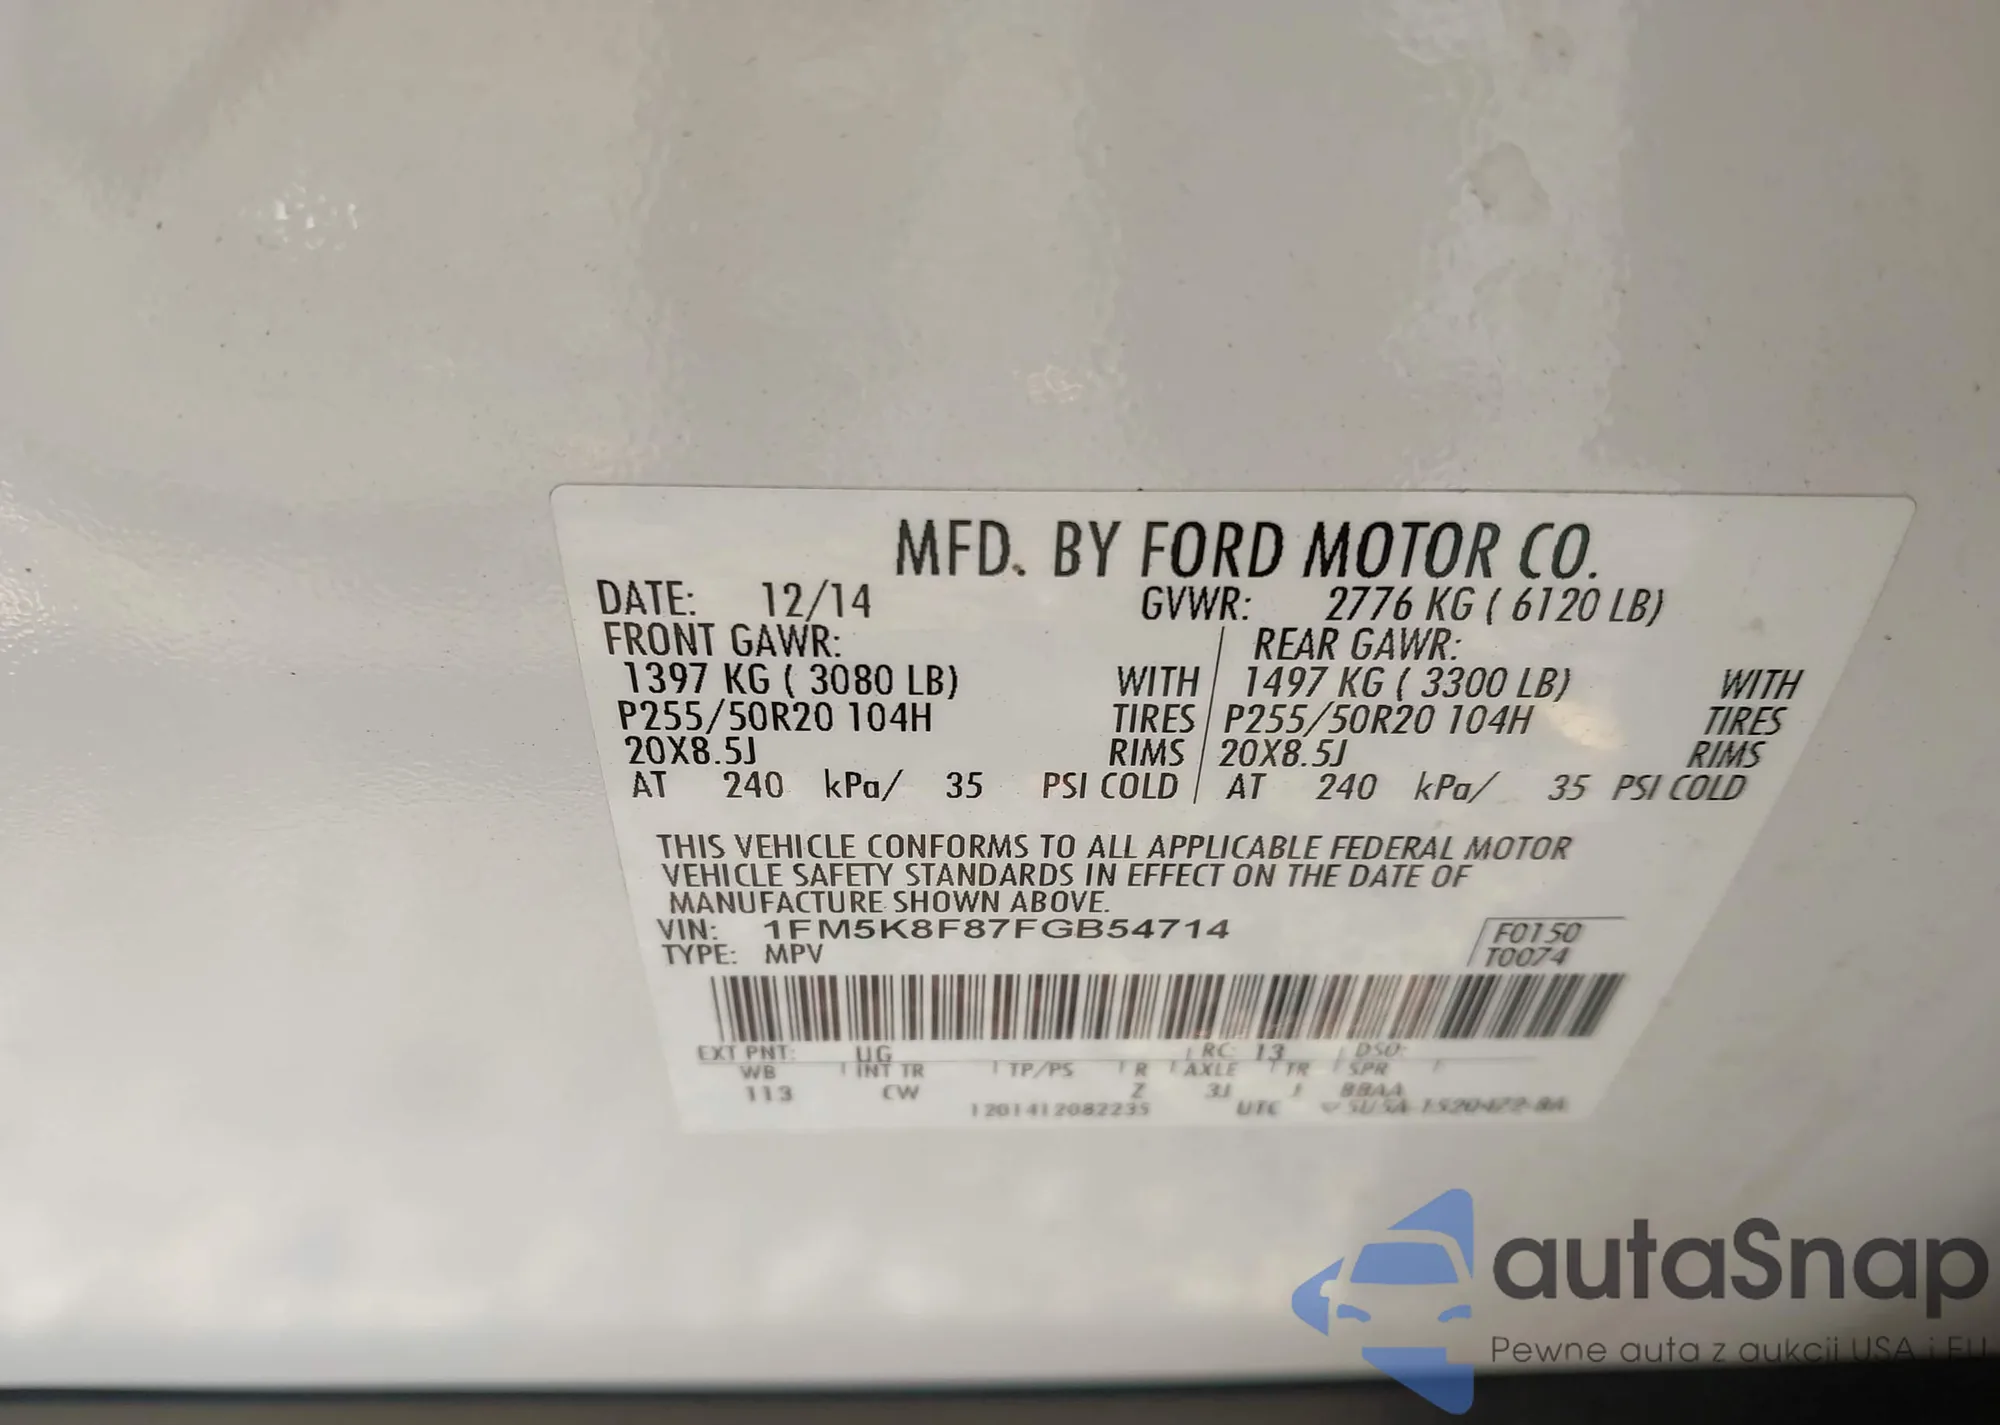 MFD. BY FORD MOTOR CO.
DATE: 12/14 GVWR: 2776 KG ( 6120 LB)
FRONT GAWR: REAR GAWR:
1397 KG ( 3080 LB) WITH 1497 KG ( 3300 LB) WITH
P255/50R20 104H TIRES P255/50R20 104H TIRES
20X8.5J RIMS 20X8.5J RIMS
AT 240 kPa/ 35 PSI COLD AT 240 kPa/ 35 PSI COLD
THIS VEHICLE CONFORMS TO ALL APPLICABLE FEDERAL MOTOR
VEHICLE SAFETY STANDARDS IN EFFECT ON THE DATE OF
MANUFACTURE SHOWN ABOVE.
VIN: 1FM5K8F87FGB54714 F0150
TYPE: MPV T0074
EXT PNT: UG RC: 13 DSO:
WB INT TR TP/PS R AXLE TR SPR
113 CW Z 3J J BBAA
1201412082235 UTC
autaSnap
Pewne auta z aukcji USA i EU